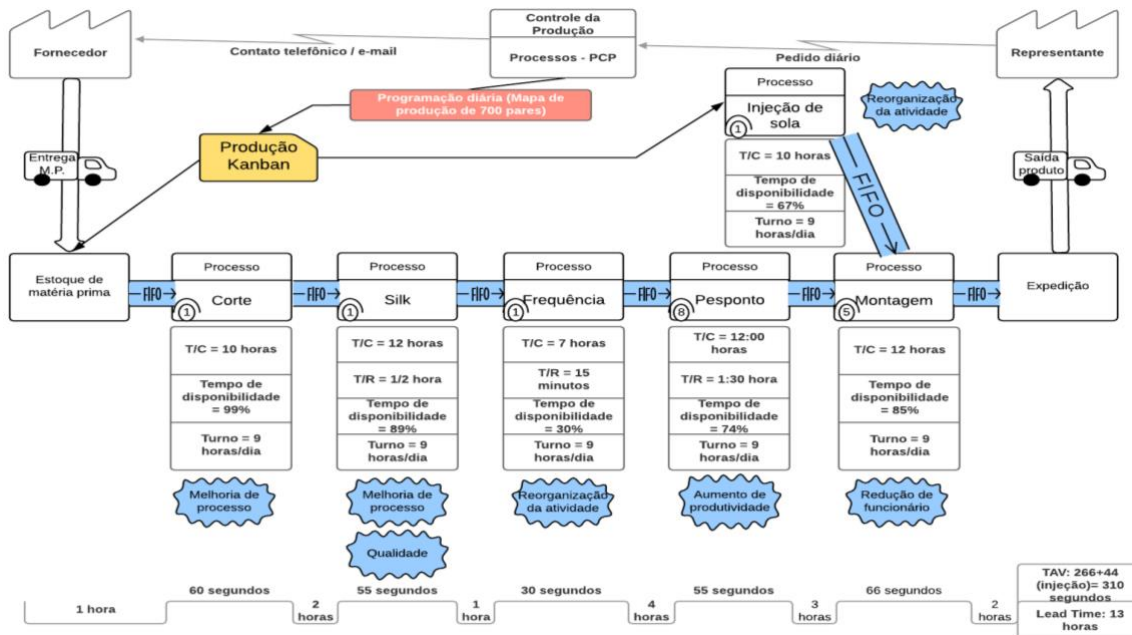 Fornecedor
Contato telefônico / e-mail
Controle da
Produção
Processos - PCP
Pedido diário
Representante
Programação diária (Mapa de
produção de 700 pares)
Produção
Kanban
Processo
Injeção de
sola
1
T/C = 10 horas
Tempo de
disponibilidade
= 67%
Turno = 9
horas/dia
Reorganização
da atividade
FIFO
Entrega
M.P.
Saída
produto
Estoque de
matéria prima
FIFO
Processo
Corte
1
T/C = 10 horas
Tempo de
disponibilidade
= 99%
Turno = 9
horas/dia
Melhoria de
processo
FIFO
Processo
Silk
1
T/C = 12 horas
T/R = 1/2 hora
Tempo de
disponibilidade
= 89%
Turno = 9
horas/dia
Melhoria de
processo
Qualidade
FIFO
Processo
Frequência
1
T/C = 7 horas
T/R = 15
minutos
Tempo de
disponibilidade
= 30%
Turno = 9
horas/dia
Reorganização
da atividade
FIFO
Processo
Pesponto
8
T/C = 12:00
horas
T/R = 1:30 hora
Tempo de
disponibilidade
= 74%
Turno = 9
horas/dia
Aumento de
produtividade
FIFO
Processo
Montagem
5
T/C = 12 horas
Tempo de
disponibilidade
= 85%
Turno = 9
horas/dia
Redução de
funcionário
FIFO
Expedição
1 hora
60 segundos
2
horas
55 segundos
1
hora
30 segundos
4
horas
55 segundos
3
horas
66 segundos
2
horas
TAV: 266+44
(injeção)= 310
segundos
Lead Time: 13
horas